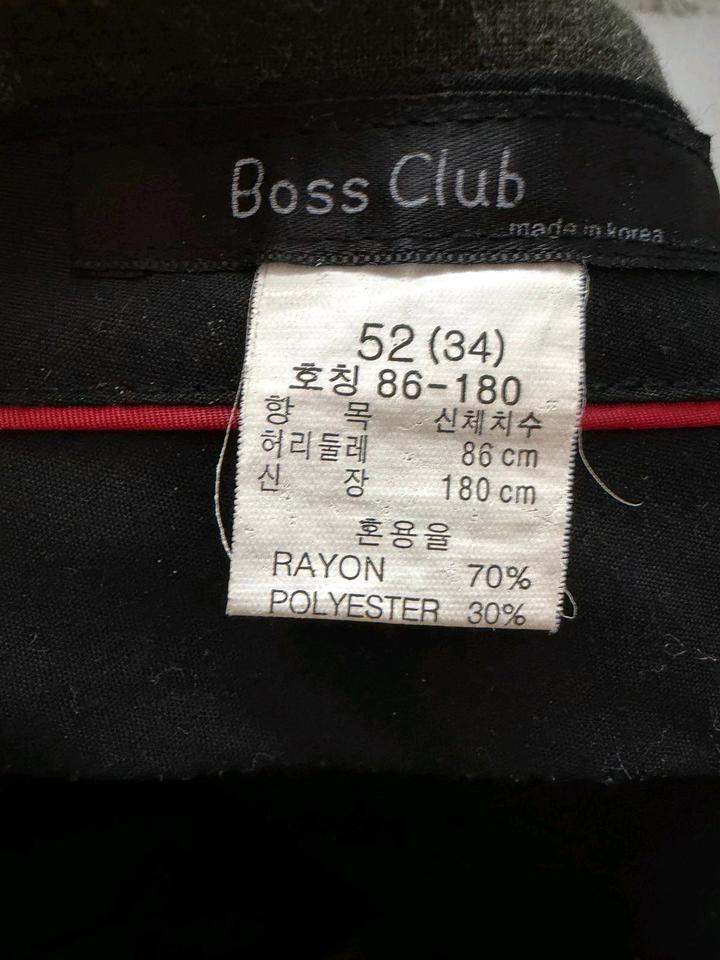 Boss Club
made in korea
52 (34)
호칭 86-180
항 목 신체치수
허리둘레 86 cm
신 장 180 cm
혼용율
RAYON 70%
POLYESTER 30%